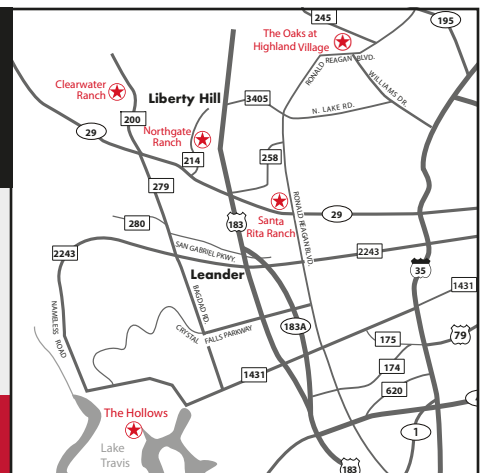 245
195
The Oaks at
Highland Village
RONALD REAGAN BLVD.
WILLIAMS DR.
Clearwater
Ranch
Liberty Hill
3405
N. LAKE RD.
200
29
Northgate
Ranch
214
258
279
RONALD REAGAN BLVD.
280
183
Santa
Rita Ranch
29
SAN GABRIEL PKWY.
2243
2243
Leander
35
BAGDAD RD.
1431
NAMELESS ROAD
CRYSTAL FALLS PARKWAY
183A
175
79
1431
174
620
The Hollows
Lake
Travis
1
183